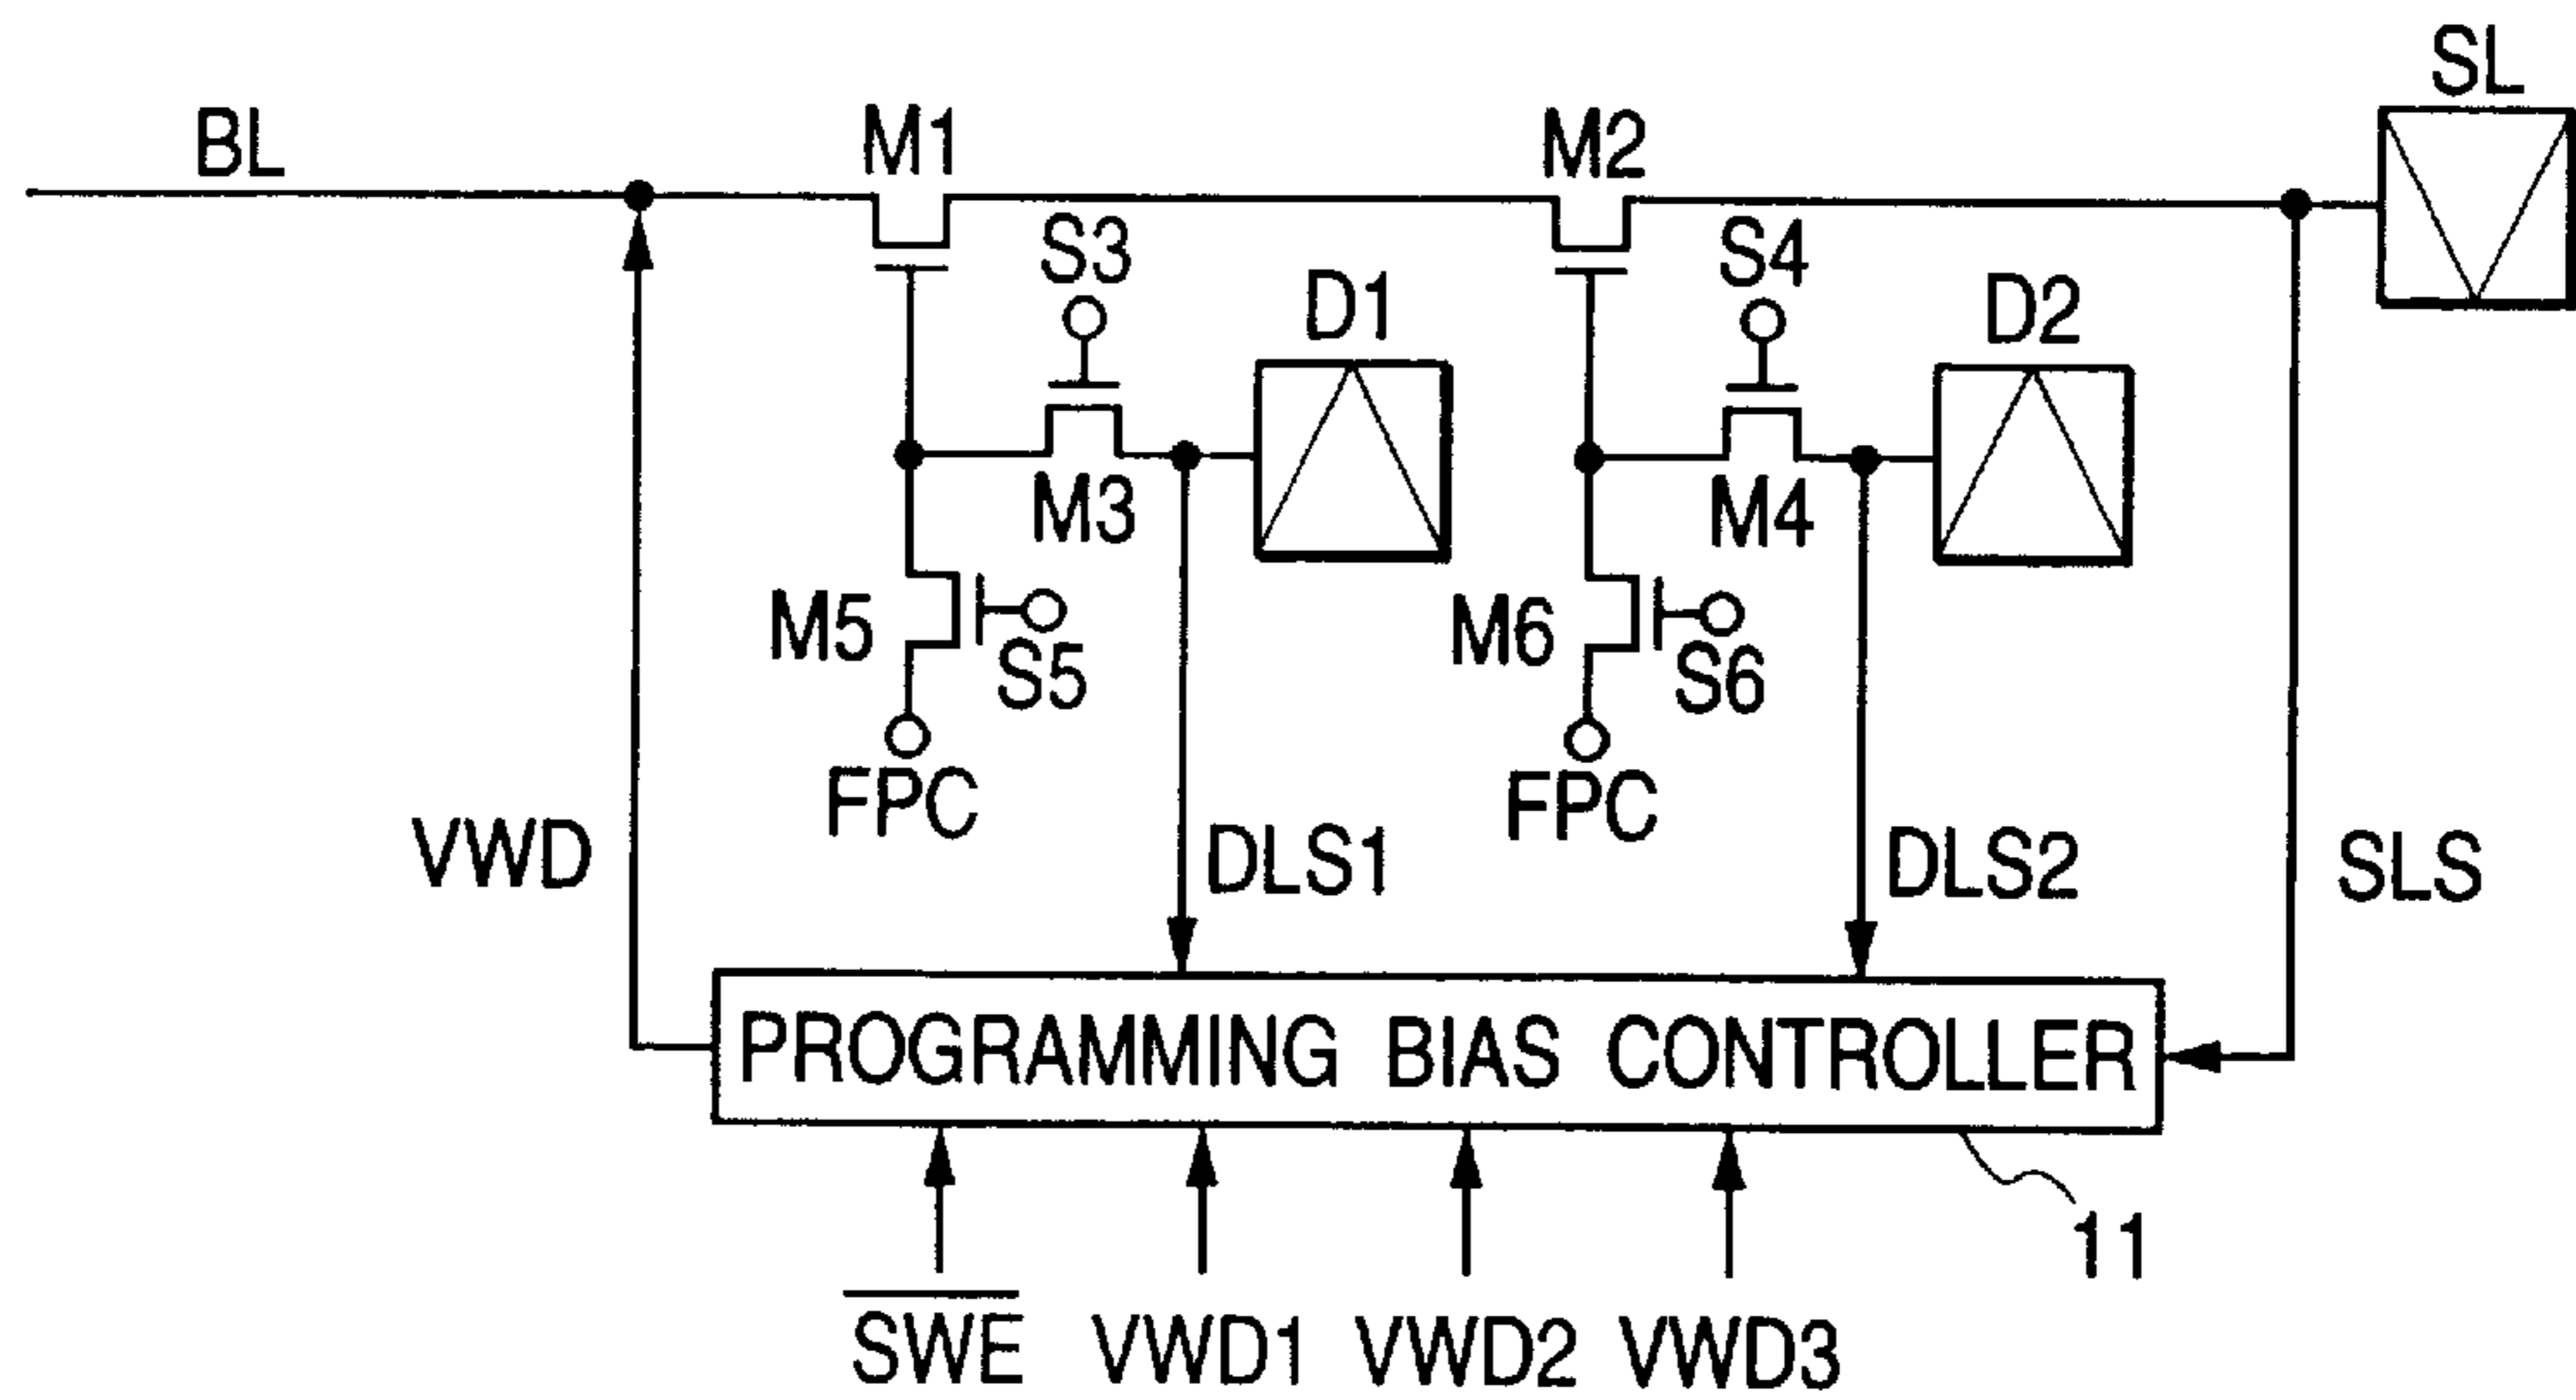 SL
BL
M1
M2
S3
S4
D1
D2
M3
M4
M5
S5
M6
S6
FPC
FPC
VWD
DLS1
DLS2
SLS
PROGRAMMING BIAS CONTROLLER
11
S̅W̅E̅ VWD1 VWD2 VWD3